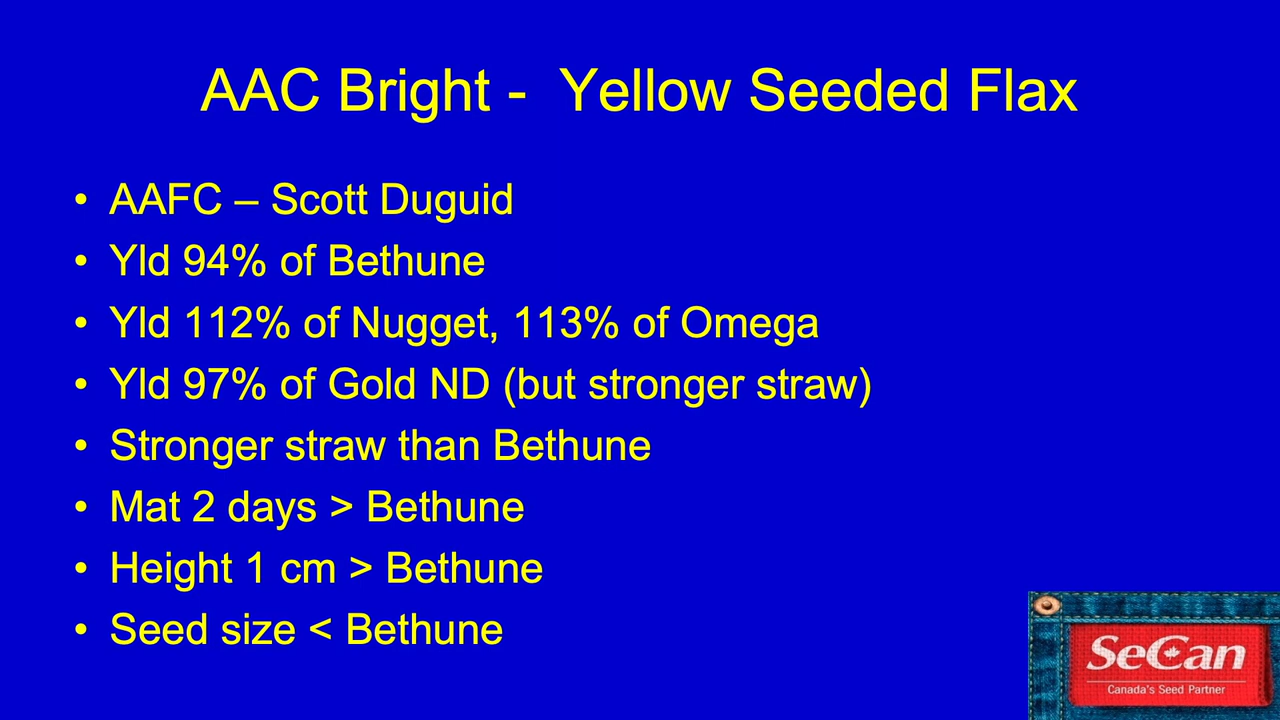 AAC Bright -  Yellow Seeded Flax
• AAFC – Scott Duguid
• Yld 94% of Bethune
• Yld 112% of Nugget, 113% of Omega
• Yld 97% of Gold ND (but stronger straw)
• Stronger straw than Bethune
• Mat 2 days > Bethune
• Height 1 cm > Bethune
• Seed size < Bethune
SeCan
Canada's Seed Partner